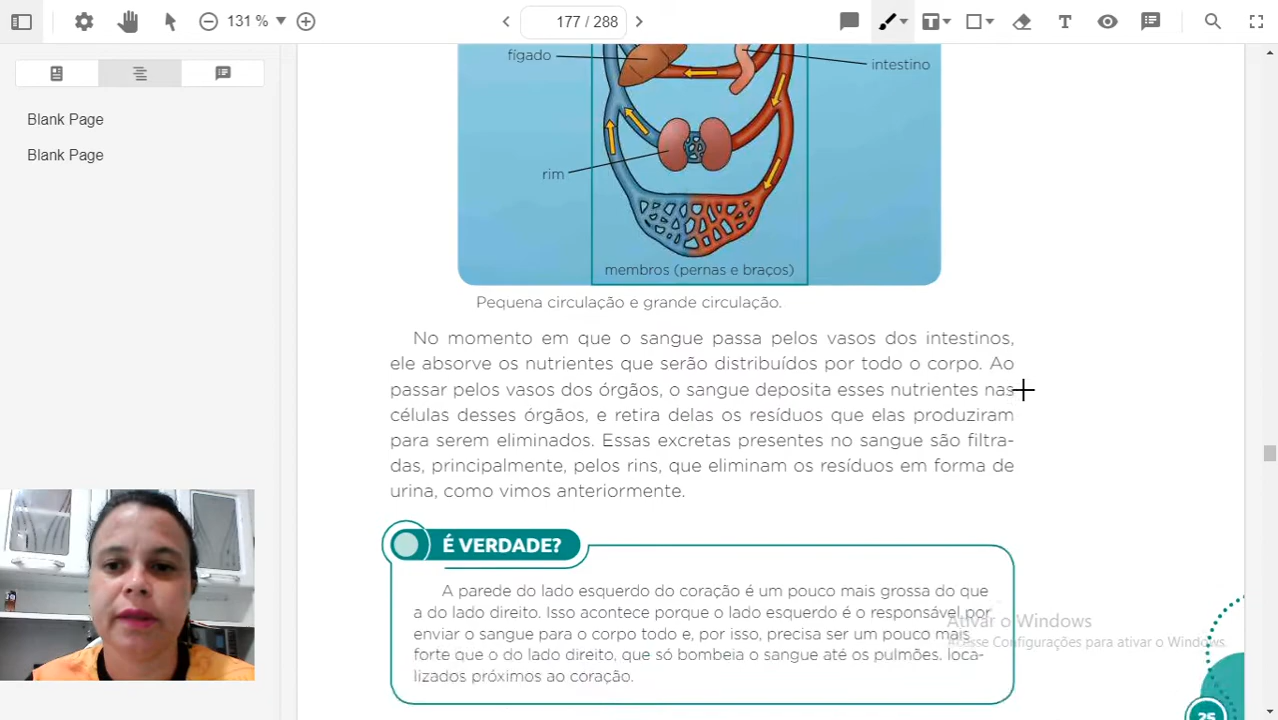 131 %
177 / 288
Blank Page
Blank Page
fígado
intestino
rim
membros (pernas e braços)
Pequena circulação e grande circulação.
No momento em que o sangue passa pelos vasos dos intestinos,
ele absorve os nutrientes que serão distribuídos por todo o corpo. Ao
passar pelos vasos dos órgãos, o sangue deposita esses nutrientes nas
células desses órgãos, e retira delas os resíduos que elas produziram
para serem eliminados. Essas excretas presentes no sangue são filtra-
das, principalmente, pelos rins, que eliminam os resíduos em forma de
urina, como vimos anteriormente.
É VERDADE?
A parede do lado esquerdo do coração é um pouco mais grossa do que
a do lado direito. Isso acontece porque o lado esquerdo é o responsável por
enviar o sangue para o corpo todo e, por isso, precisa ser um pouco mais
forte que o do lado direito, que só bombeia o sangue até os pulmões. loca-
lizados próximos ao coração.
Ativar o Windows
Acesse Configurações para ativar o Windows.
25